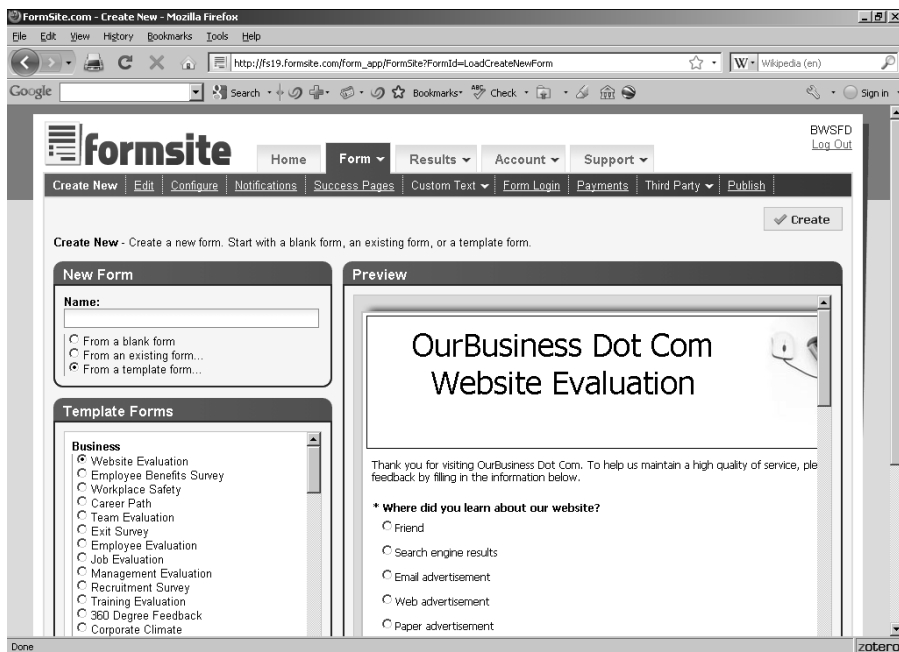 FormSite.com - Create New - Mozilla Firefox
File Edit View History Bookmarks Tools Help
http://fs19.formsite.com/form_app/FormSite?FormId=LoadCreateNewForm
W Wikipedia (en)
Google Search Bookmarks ABC Check Sign in
BWSFD
Log Out
formsite
Home Form Results Account Support
Create New Edit Configure Notifications Success Pages Custom Text Form Login Payments Third Party Publish
Create
Create New - Create a new form. Start with a blank form, an existing form, or a template form.
New Form
Name:
From a blank form
From an existing form...
From a template form...
Template Forms
Business
Website Evaluation
Employee Benefits Survey
Workplace Safety
Career Path
Team Evaluation
Exit Survey
Employee Evaluation
Job Evaluation
Management Evaluation
Recruitment Survey
Training Evaluation
360 Degree Feedback
Corporate Climate
Preview
OurBusiness Dot Com
Website Evaluation
Thank you for visiting OurBusiness Dot Com. To help us maintain a high quality of service, ple
feedback by filling in the information below.
* Where did you learn about our website?
Friend
Search engine results
Email advertisement
Web advertisement
Paper advertisement
Done zotero